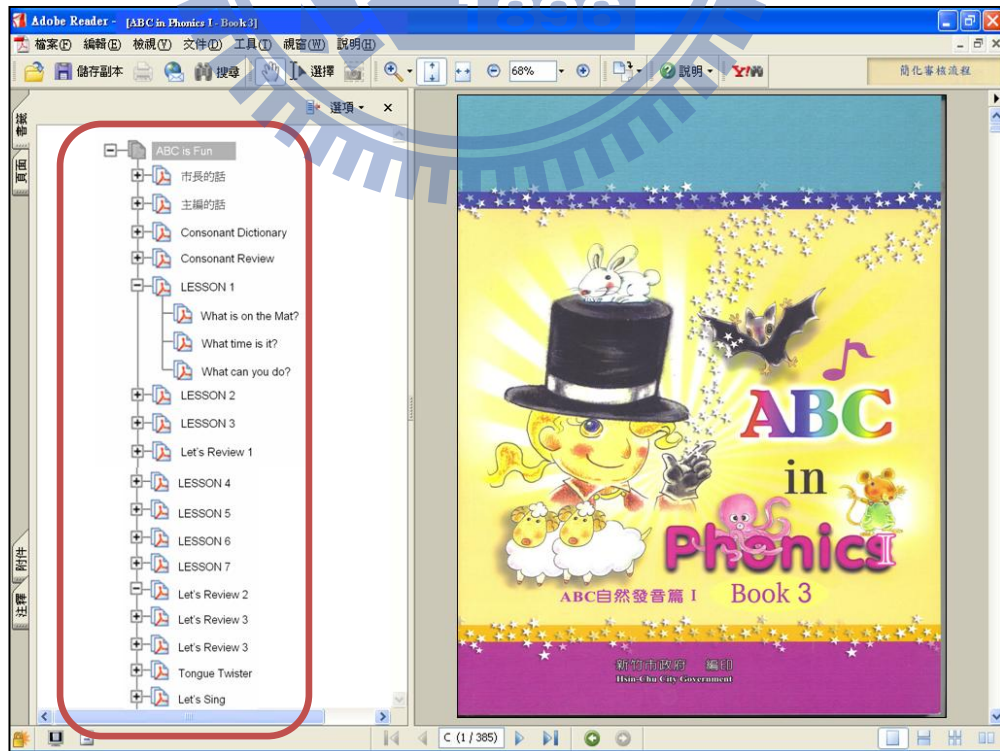 1896
Adobe Reader - [ABC in Phonics I - Book3]
檔案(F) 編輯(E) 檢視(V) 文件(D) 工具(T) 視窗(W) 說明(H)
儲存副本 搜尋 選擇 68% 說明 Y! 簡化審核流程
選項
書籤
頁面
附件
注釋
ABC is Fun
市長的話
主編的話
Consonant Dictionary
Consonant Review
LESSON 1
What is on the Mat?
What time is it?
What can you do?
LESSON 2
LESSON 3
Let's Review 1
LESSON 4
LESSON 5
LESSON 6
LESSON 7
Let's Review 2
Let's Review 3
Let's Review 3
Tongue Twister
Let's Sing
ABC
in
Phonics I
ABC自然發音篇 I Book 3
新竹市政府 編印
Hsin-Chu City Government
C (1 / 385)